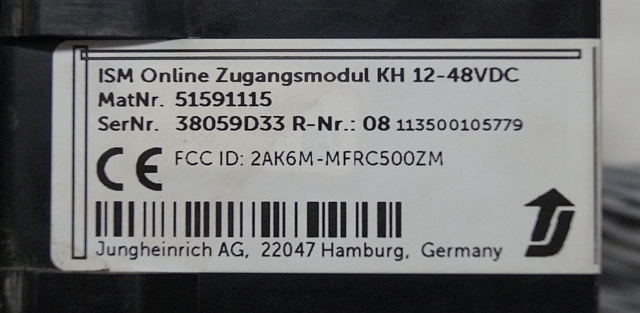 ISM Online Zugangsmodul KH 12-48VDC
MatNr. 51591115
SerNr. 38059D33 R-Nr.: 08 113500105779
CE FCC ID: 2AK6M-MFRC500ZM
Jungheinrich AG, 22047 Hamburg, Germany